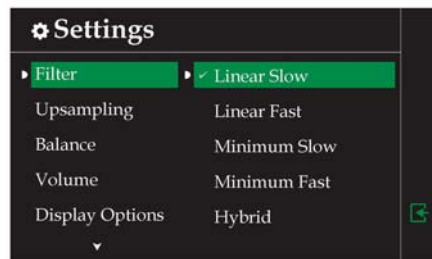 Settings
Filter
Linear Slow
Upsampling
Linear Fast
Balance
Minimum Slow
Volume
Minimum Fast
Display Options
Hybrid